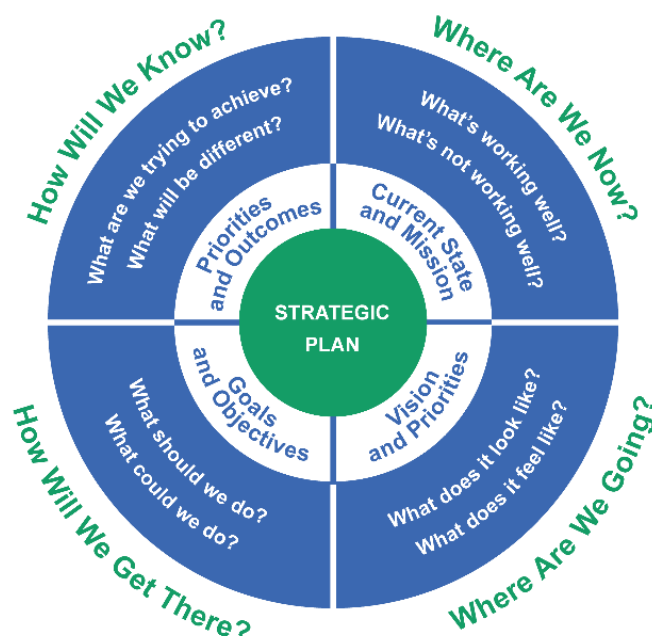 How Will We Know?
What are we trying to achieve?
What will be different?
Priorities
and Outcomes
Where Are We Now?
What's working well?
What's not working well?
Current State
and Mission
STRATEGIC
PLAN
How Will We Get There?
What should we do?
What could we do?
Goals
and Objectives
Where Are We Going?
What does it look like?
What does it feel like?
Vision
and Priorities